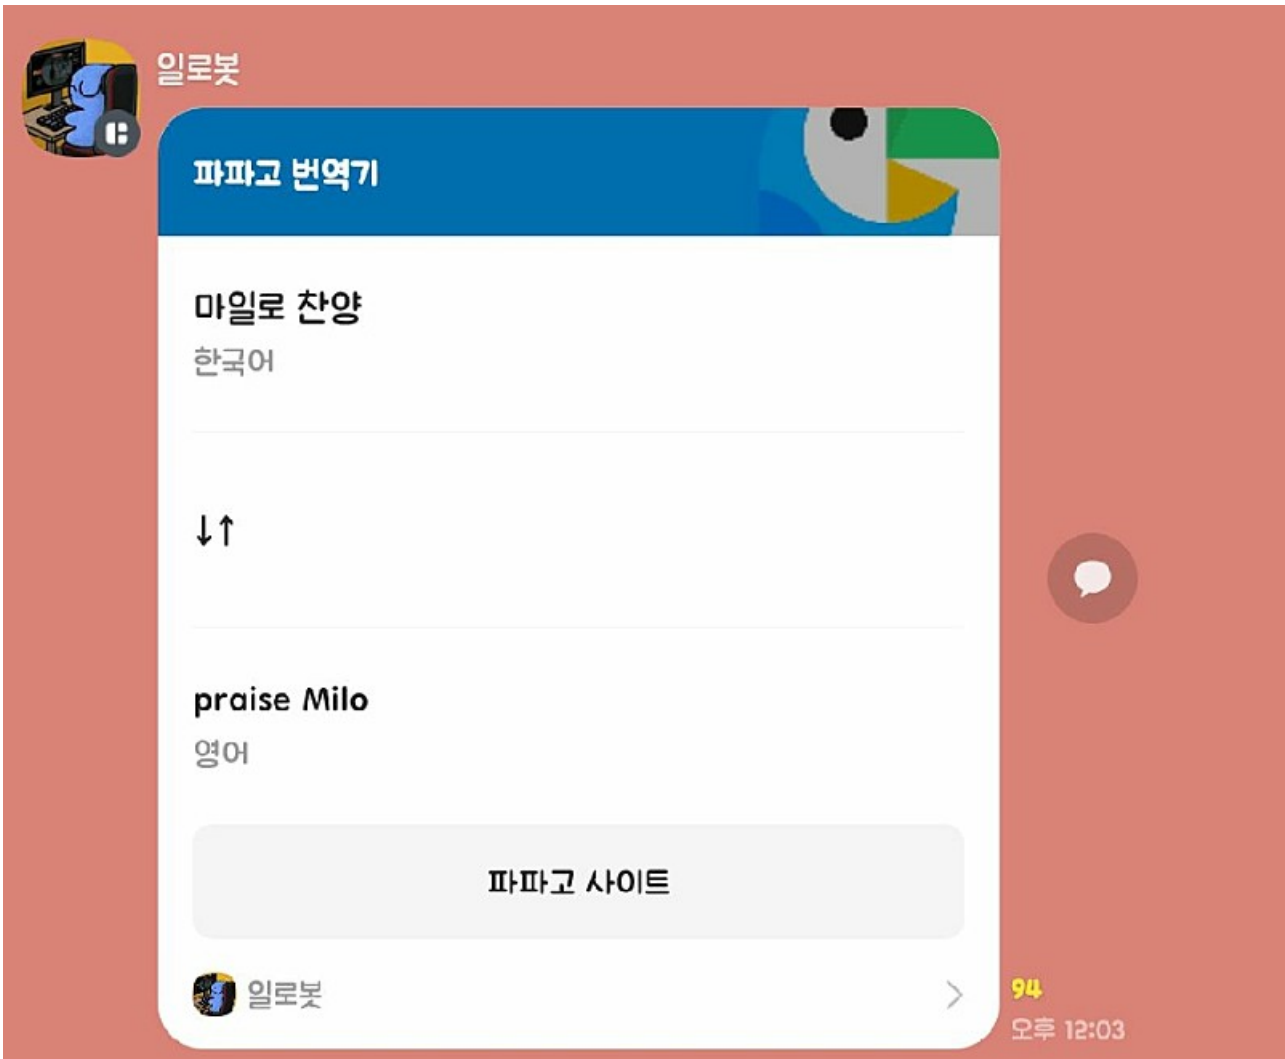 일로봇
파파고 번역기
마일로 찬양
한국어
↓↑
praise Milo
영어
파파고 사이트
일로봇
94
오후 12:03